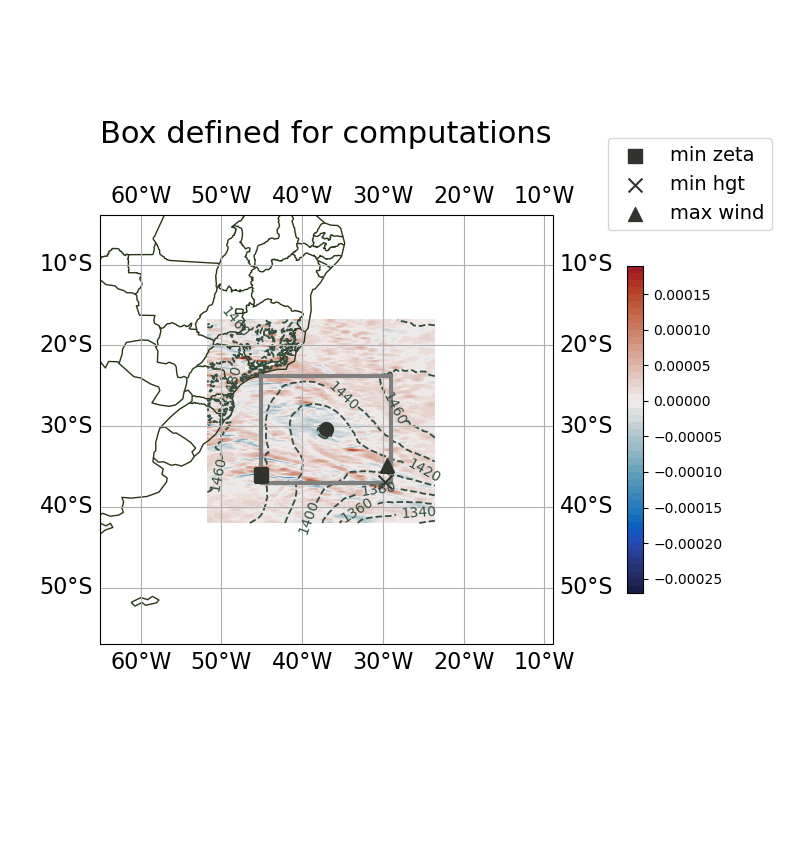 Box defined for computations
min zeta
min hgt
max wind
60°W 50°W 40°W 30°W 20°W 10°W
10°S 10°S
20°S 20°S
30°S 30°S
40°S 40°S
50°S 50°S
60°W 50°W 40°W 30°W 20°W 10°W
1440
1460
1460
1420
1400
1360
1340
0.00015
0.00010
0.00005
0.00000
−0.00005
−0.00010
−0.00015
−0.00020
−0.00025